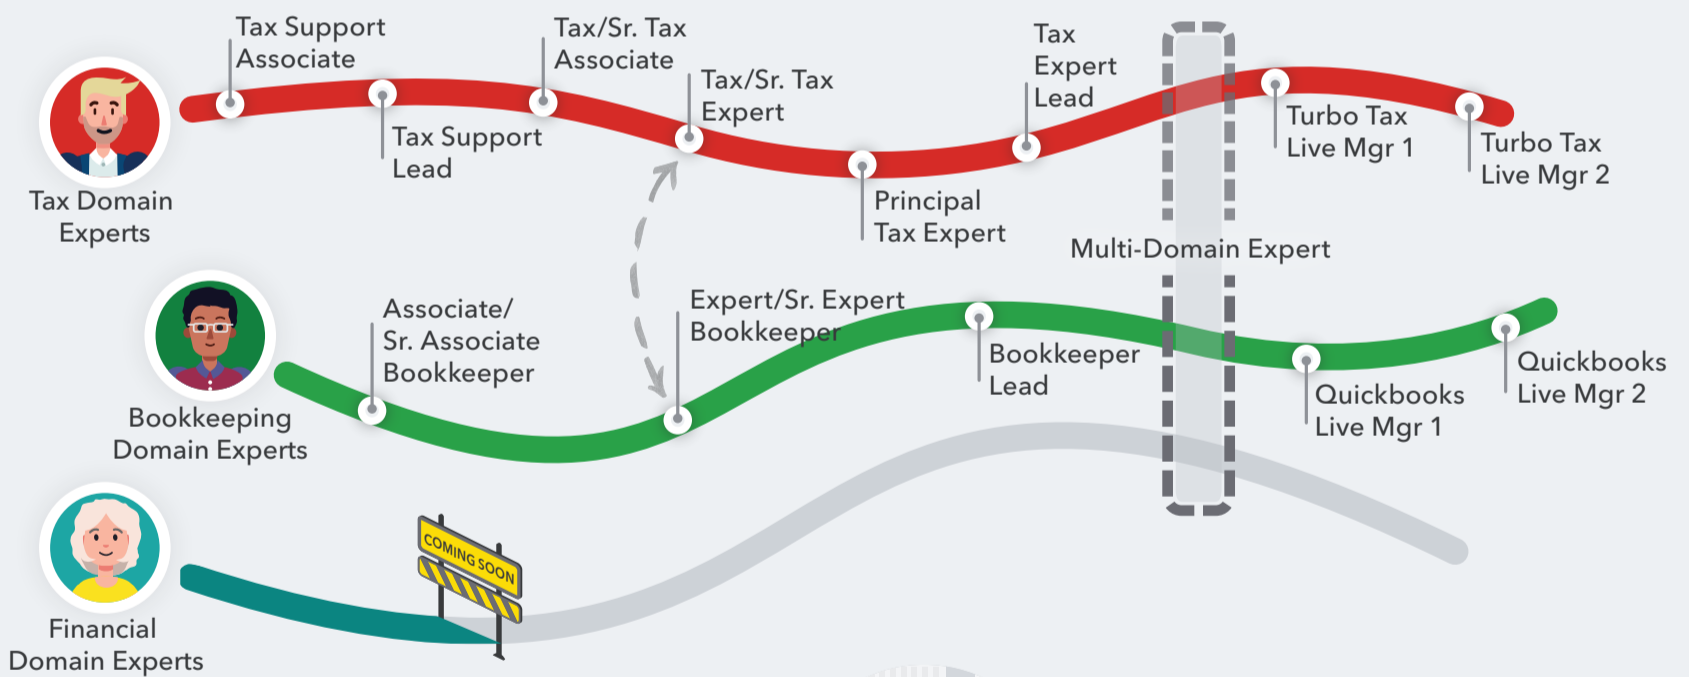 Tax Support
Associate
Tax Support
Lead
Tax/Sr. Tax
Associate
Tax/Sr. Tax
Expert
Principal
Tax Expert
Tax
Expert
Lead
Turbo Tax
Live Mgr 1
Turbo Tax
Live Mgr 2
Tax Domain
Experts
Multi-Domain Expert
Associate/
Sr. Associate
Bookkeeper
Expert/Sr. Expert
Bookkeeper
Bookkeeper
Lead
Quickbooks
Live Mgr 1
Quickbooks
Live Mgr 2
Bookkeeping
Domain Experts
COMING SOON
Financial
Domain Experts